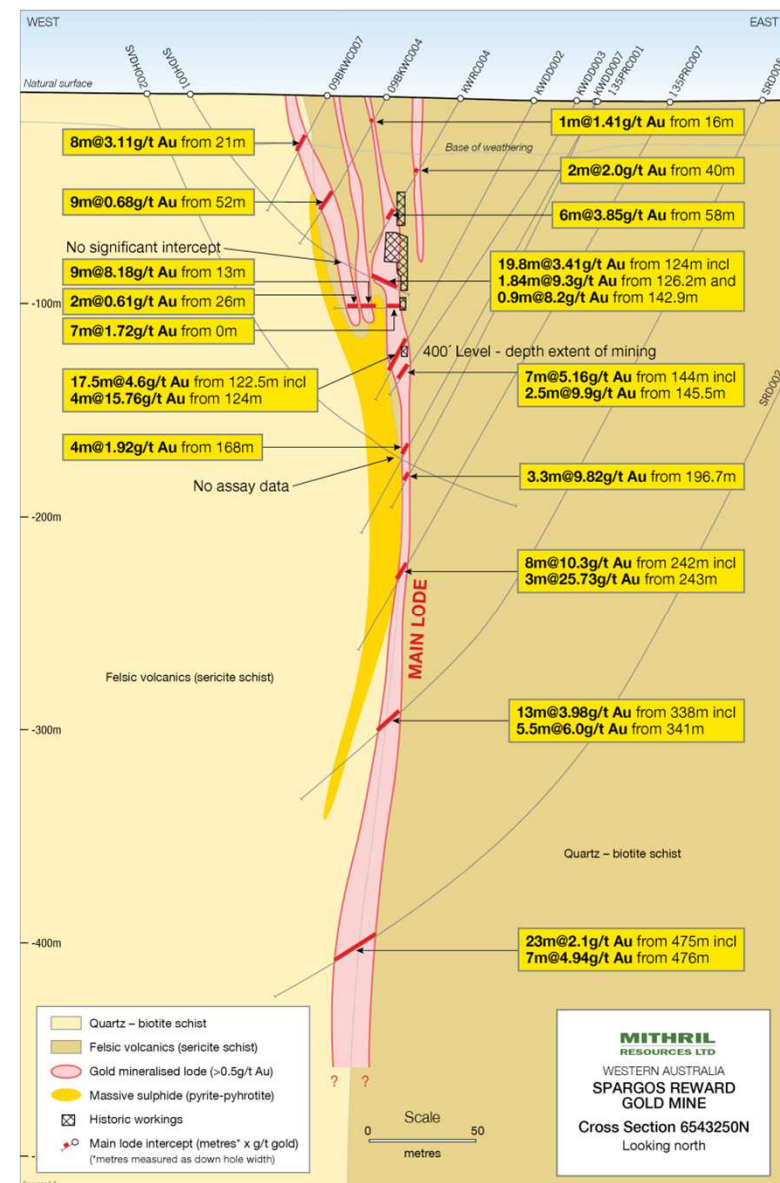 WEST
EAST
SVDH002
SVDH001
09BKWC007
09BKWC004
KWRC004
KWDD002
KWDD003
KWDD007
135PRC001
135PRC007
SRD006
Natural surface
1m@1.41g/t Au from 16m
8m@3.11g/t Au from 21m
Base of weathering
2m@2.0g/t Au from 40m
9m@0.68g/t Au from 52m
6m@3.85g/t Au from 58m
No significant intercept
9m@8.18g/t Au from 13m
2m@0.61g/t Au from 26m
7m@1.72g/t Au from 0m
19.8m@3.41g/t Au from 124m incl
1.84m@9.3g/t Au from 126.2m and
0.9m@8.2g/t Au from 142.9m
-100m
400´ Level - depth extent of mining
17.5m@4.6g/t Au from 122.5m incl
4m@15.76g/t Au from 124m
7m@5.16g/t Au from 144m incl
2.5m@9.9g/t Au from 145.5m
SRD002
4m@1.92g/t Au from 168m
No assay data
3.3m@9.82g/t Au from 196.7m
-200m
8m@10.3g/t Au from 242m incl
3m@25.73g/t Au from 243m
MAIN LODE
Felsic volcanics (sericite schist)
13m@3.98g/t Au from 338m incl
5.5m@6.0g/t Au from 341m
-300m
Quartz – biotite schist
-400m
23m@2.1g/t Au from 475m incl
7m@4.94g/t Au from 476m
Quartz – biotite schist
Felsic volcanics (sericite schist)
Gold mineralised lode (>0.5g/t Au)
Massive sulphide (pyrite-pyhrotite)
Historic workings
Main lode intercept (metres* x g/t gold)
(*metres measured as down hole width)
? ?
Scale
0 50
metres
MITHRIL
RESOURCES LTD
WESTERN AUSTRALIA
SPARGOS REWARD
GOLD MINE
Cross Section 6543250N
Looking north